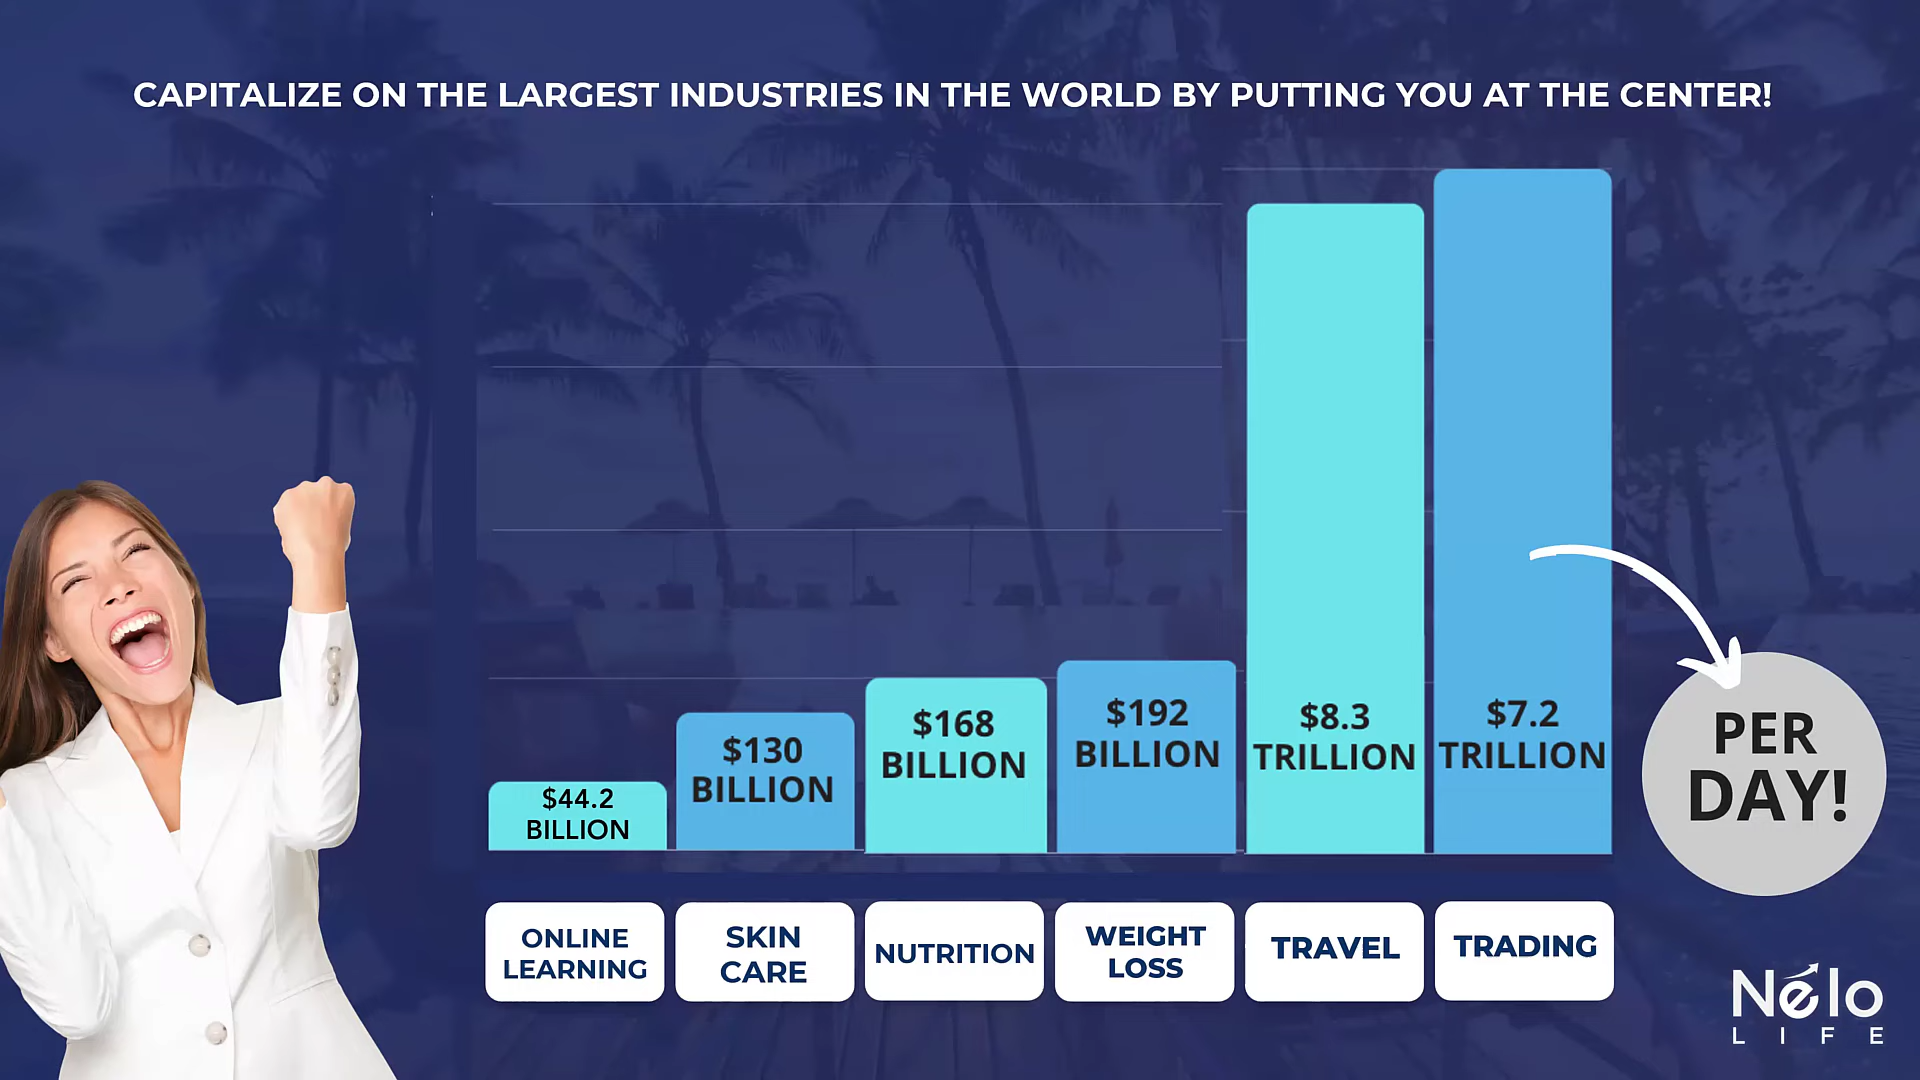 CAPITALIZE ON THE LARGEST INDUSTRIES IN THE WORLD BY PUTTING YOU AT THE CENTER!
$44.2
BILLION
$130
BILLION
$168
BILLION
$192
BILLION
$8.3
TRILLION
$7.2
TRILLION
PER
DAY!
ONLINE
LEARNING
SKIN
CARE
NUTRITION
WEIGHT
LOSS
TRAVEL
TRADING
Nélo
LIFE